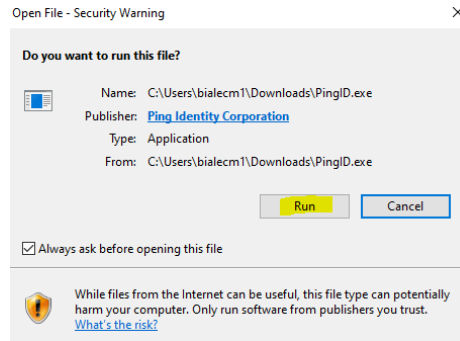 Open File - Security Warning
Do you want to run this file?
Name: C:\Users\bialecm1\Downloads\PingID.exe
Publisher: Ping Identity Corporation
Type: Application
From: C:\Users\bialecm1\Downloads\PingID.exe
Run Cancel
Always ask before opening this file
While files from the Internet can be useful, this file type can potentially
harm your computer. Only run software from publishers you trust.
What's the risk?